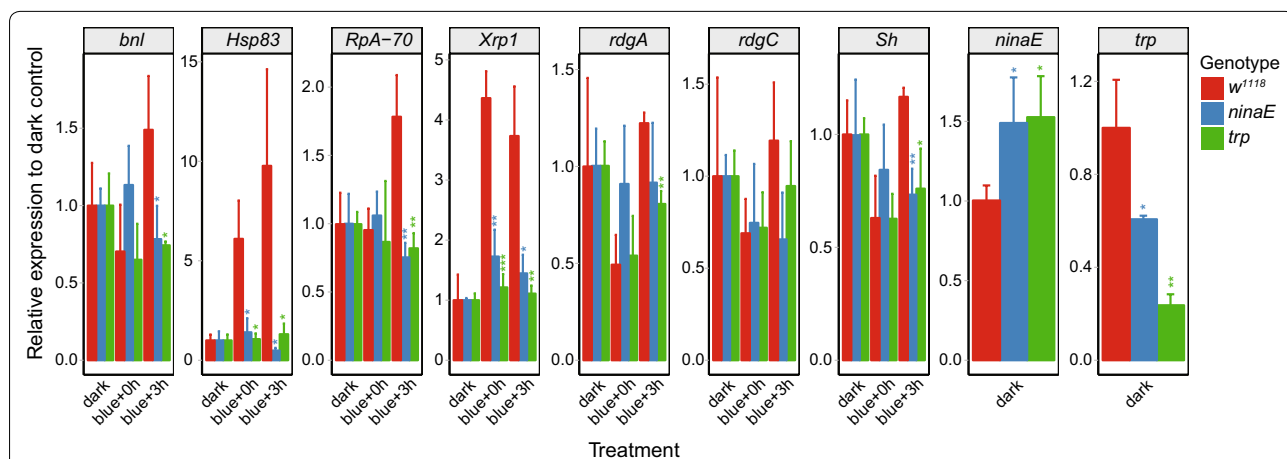 bnl Hsp83 RpA−70 Xrp1 rdgA rdgC Sh ninaE trp
Relative expression to dark control
0.0 0.5 1.0 1.5
0 5 10 15
0.0 0.5 1.0 1.5 2.0
0 1 2 3 4 5
0.0 0.5 1.0 1.5
0.0 0.5 1.0 1.5
0.0 0.5 1.0
0.0 0.5 1.0 1.5
0.0 0.4 0.8 1.2
* *
* * * *
** **
** *** * **
**
** *
* *
* **
Genotype
w1118
ninaE
trp
dark blue+0h blue+3h
dark blue+0h blue+3h
dark blue+0h blue+3h
dark blue+0h blue+3h
dark blue+0h blue+3h
dark blue+0h blue+3h
dark blue+0h blue+3h
dark
dark
Treatment